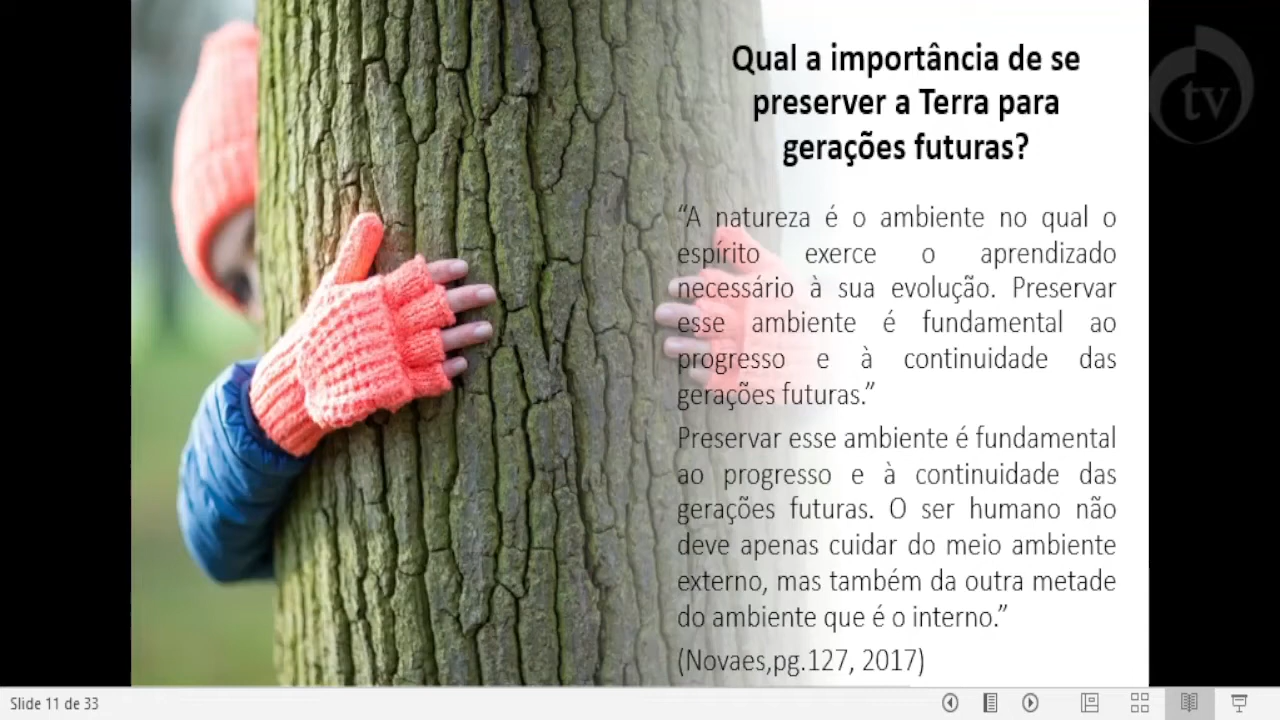 Qual a importância de se
preserver a Terra para
gerações futuras?
tv
“A natureza é o ambiente no qual o
espírito exerce o aprendizado
necessário à sua evolução. Preservar
esse ambiente é fundamental ao
progresso e à continuidade das
gerações futuras.”
Preservar esse ambiente é fundamental
ao progresso e à continuidade das
gerações futuras. O ser humano não
deve apenas cuidar do meio ambiente
externo, mas também da outra metade
do ambiente que é o interno.”
(Novaes,pg.127, 2017)
Slide 11 de 33